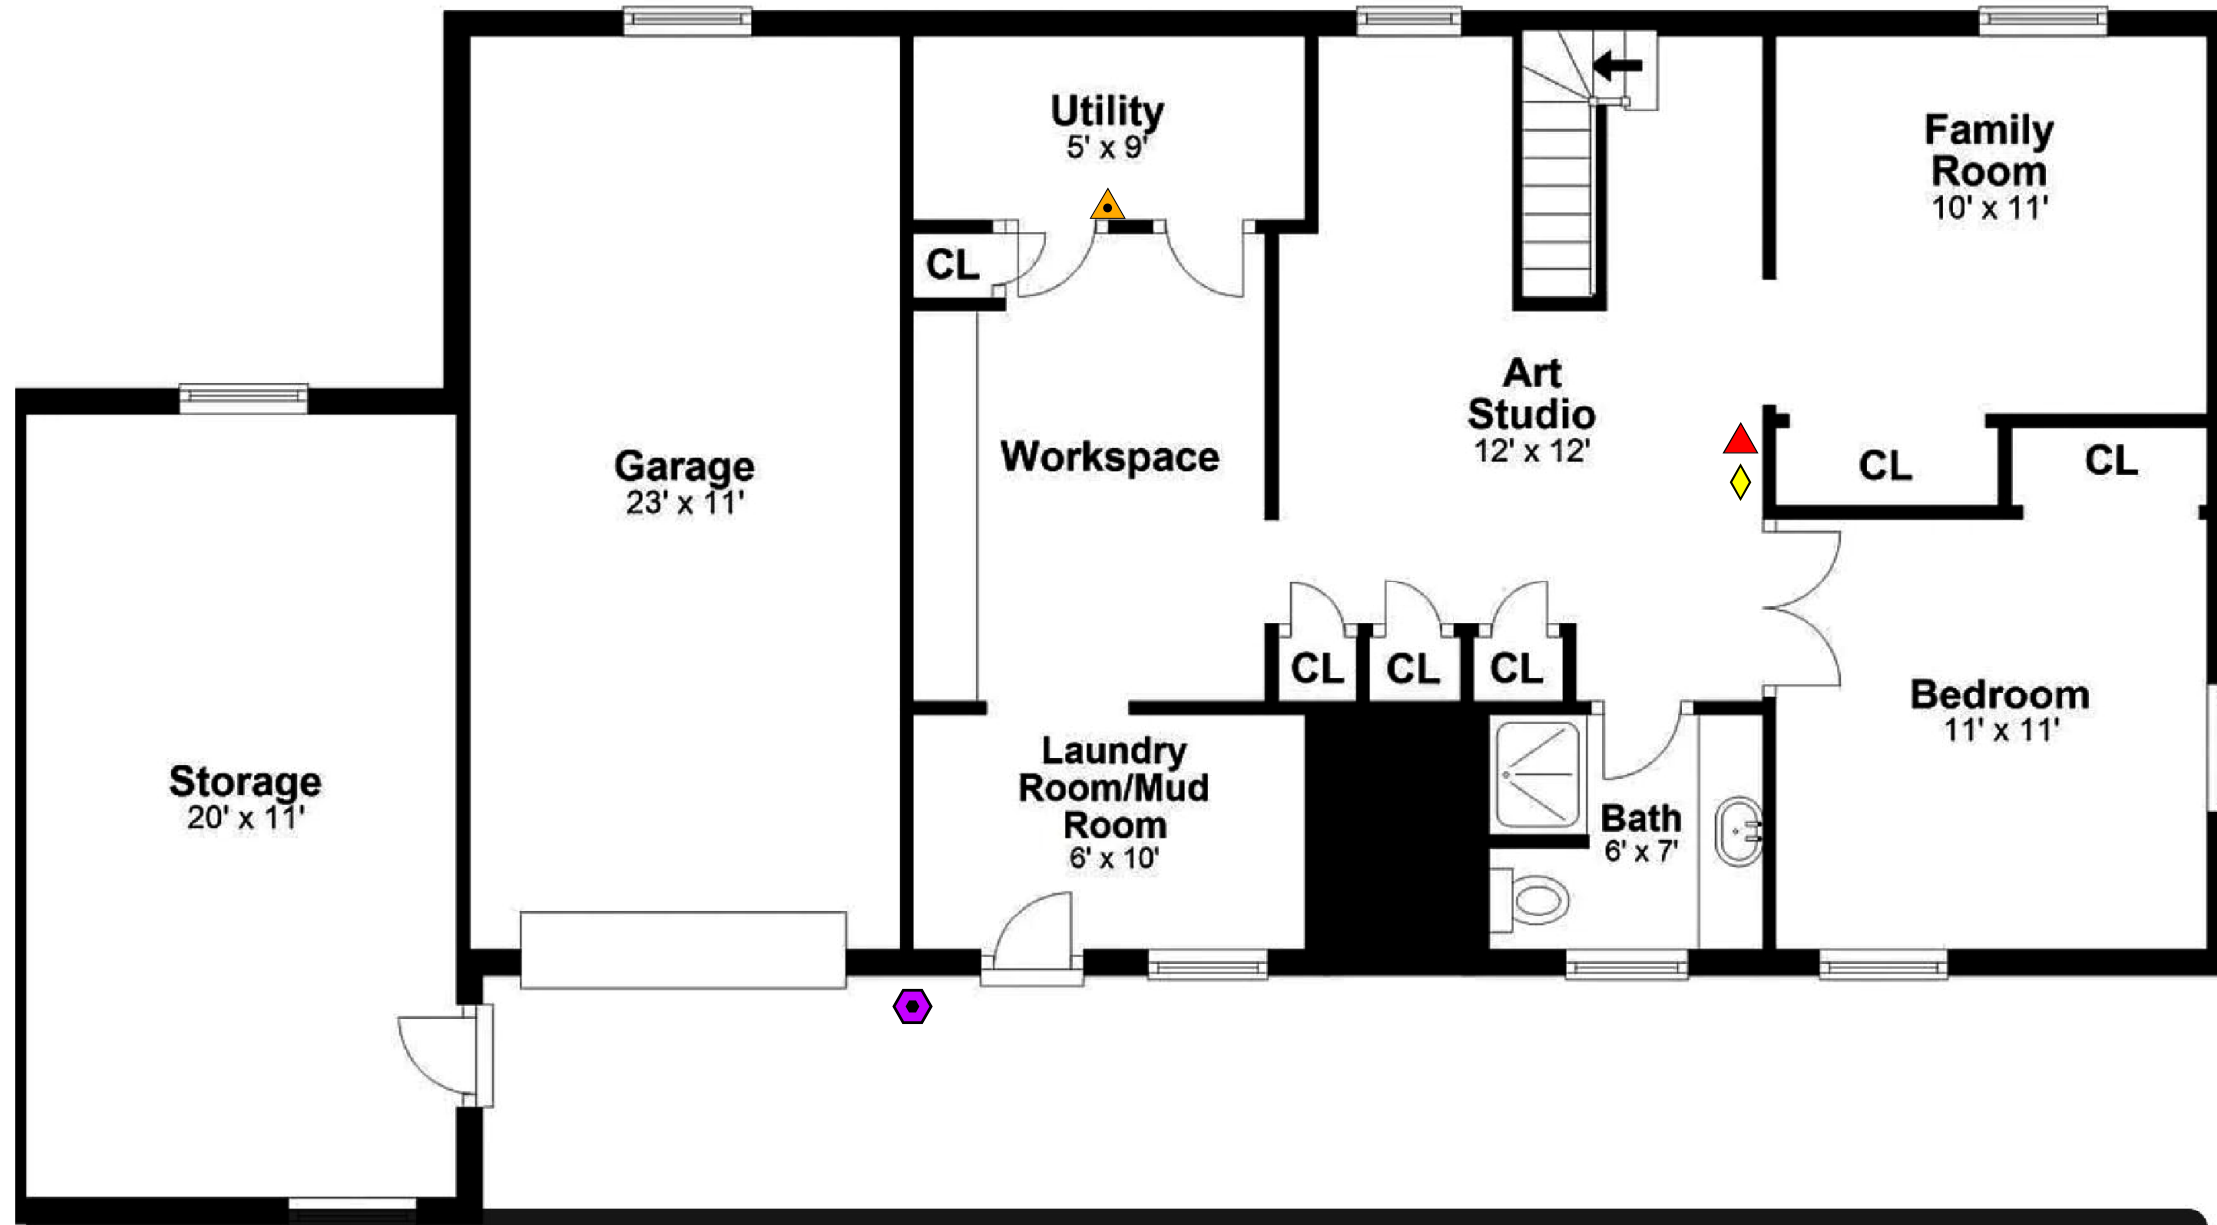 Utility
5' x 9'
Family
Room
10' x 11'
CL
Art
Studio
12' x 12'
Workspace
Garage
23' x 11'
CL
CL
CL
CL
CL
Bedroom
11' x 11'
Laundry
Room/Mud
Room
6' x 10'
Storage
20' x 11'
Bath
6' x 7'